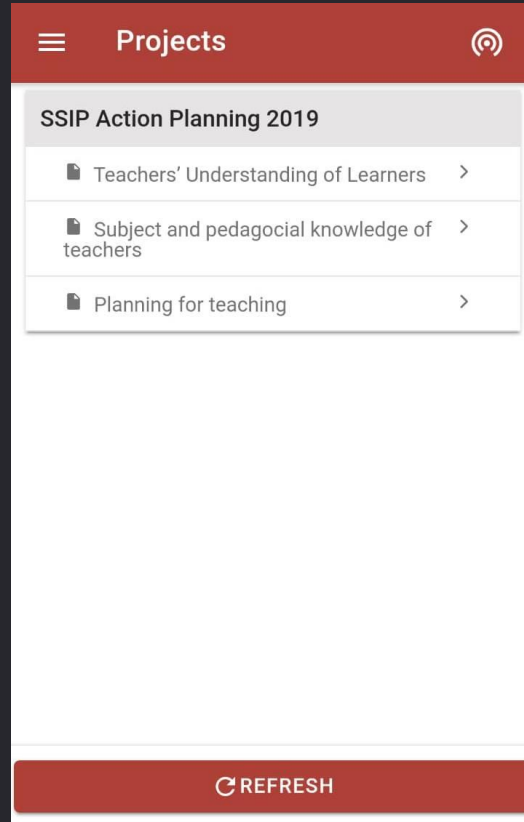 Projects
SSIP Action Planning 2019
Teachers’ Understanding of Learners
Subject and pedagocial knowledge of
teachers
Planning for teaching
REFRESH